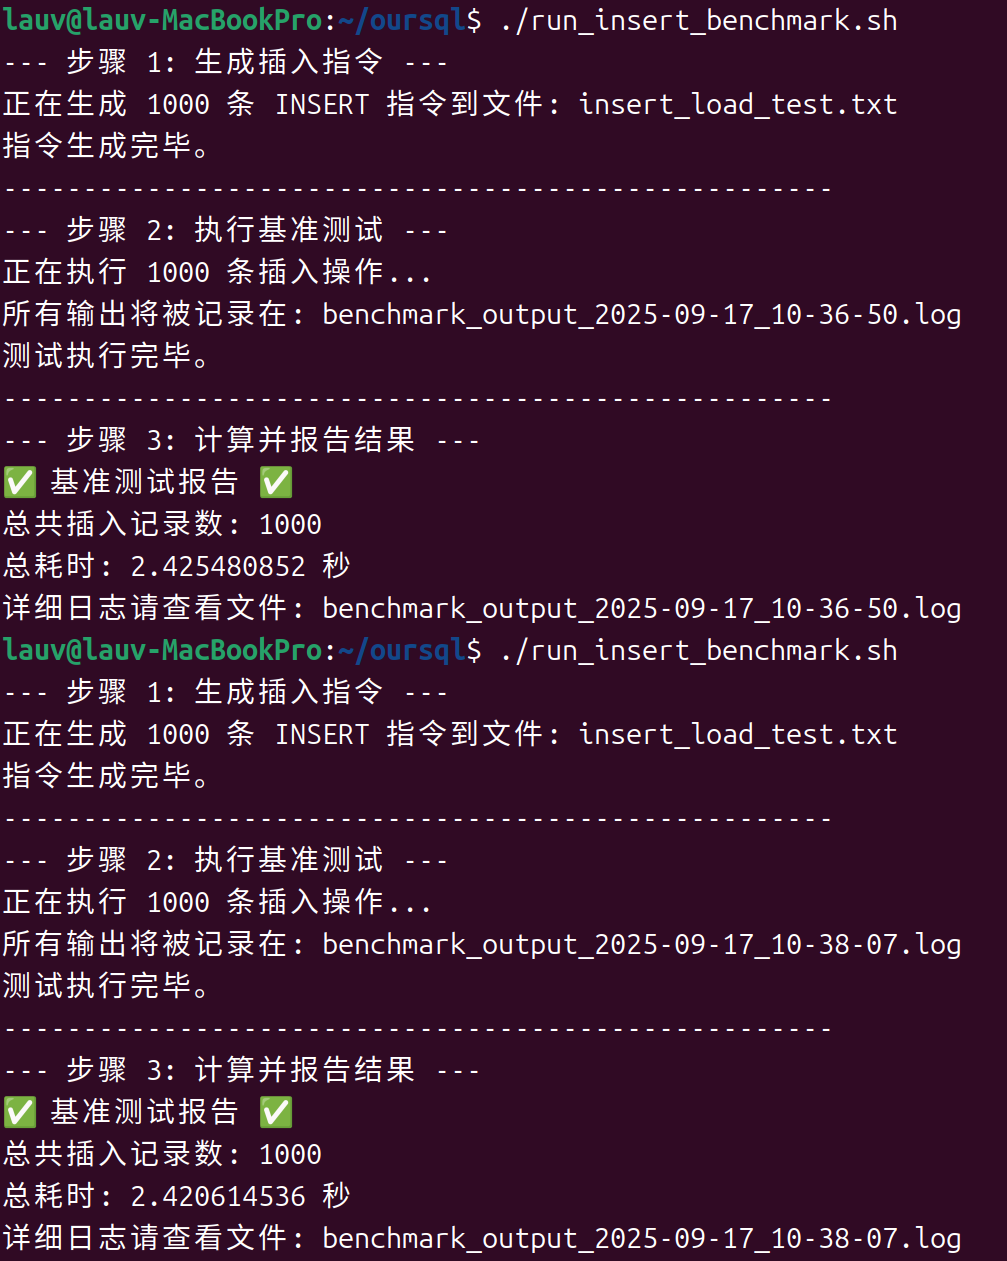 lauv@lauv-MacBookPro:~/oursql$ ./run_insert_benchmark.sh
--- 步骤 1: 生成插入指令 ---
正在生成 1000 条 INSERT 指令到文件: insert_load_test.txt
指令生成完毕。
----------------------------------------------------
--- 步骤 2: 执行基准测试 ---
正在执行 1000 条插入操作...
所有输出将被记录在: benchmark_output_2025-09-17_10-36-50.log
测试执行完毕。
----------------------------------------------------
--- 步骤 3: 计算并报告结果 ---
✅ 基准测试报告 ✅
总共插入记录数: 1000
总耗时: 2.425480852 秒
详细日志请查看文件: benchmark_output_2025-09-17_10-36-50.log
lauv@lauv-MacBookPro:~/oursql$ ./run_insert_benchmark.sh
--- 步骤 1: 生成插入指令 ---
正在生成 1000 条 INSERT 指令到文件: insert_load_test.txt
指令生成完毕。
----------------------------------------------------
--- 步骤 2: 执行基准测试 ---
正在执行 1000 条插入操作...
所有输出将被记录在: benchmark_output_2025-09-17_10-38-07.log
测试执行完毕。
----------------------------------------------------
--- 步骤 3: 计算并报告结果 ---
✅ 基准测试报告 ✅
总共插入记录数: 1000
总耗时: 2.420614536 秒
详细日志请查看文件: benchmark_output_2025-09-17_10-38-07.log